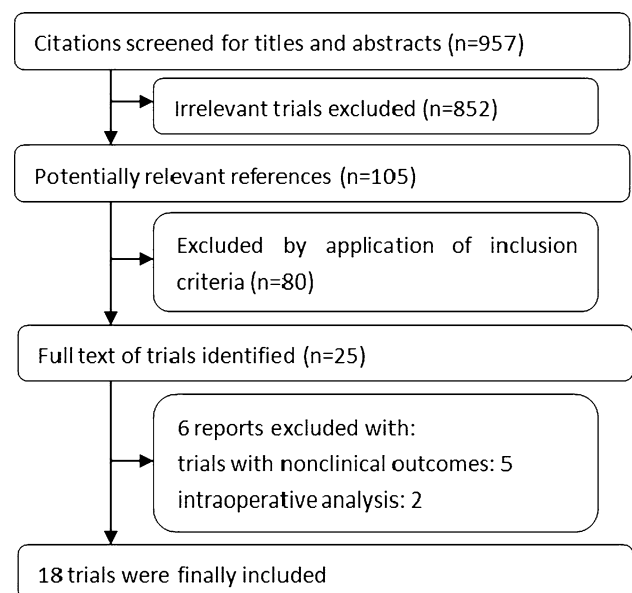 Citations screened for titles and abstracts (n=957)
Irrelevant trials excluded (n=852)
Potentially relevant references (n=105)
Excluded by application of inclusion
criteria (n=80)
Full text of trials identified (n=25)
6 reports excluded with:
trials with nonclinical outcomes: 5
intraoperative analysis: 2
18 trials were finally included